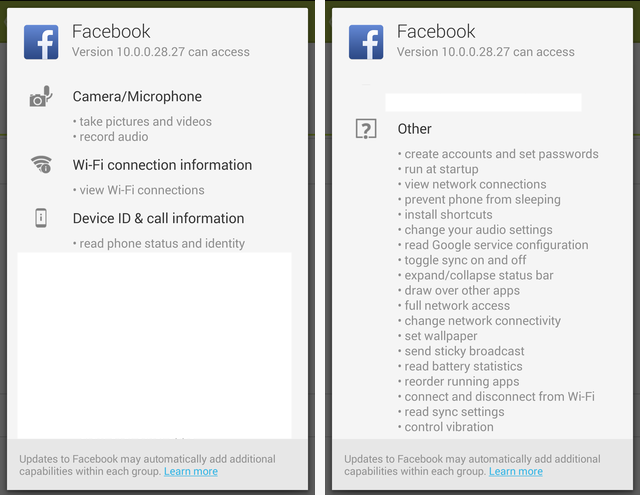 Facebook
Version 10.0.0.28.27 can access
Camera/Microphone
• take pictures and videos
• record audio
Wi-Fi connection information
• view Wi-Fi connections
Device ID & call information
• read phone status and identity
Updates to Facebook may automatically add additional
capabilities within each group. Learn more
Facebook
Version 10.0.0.28.27 can access
Other
• create accounts and set passwords
• run at startup
• view network connections
• prevent phone from sleeping
• install shortcuts
• change your audio settings
• read Google service configuration
• toggle sync on and off
• expand/collapse status bar
• draw over other apps
• full network access
• change network connectivity
• set wallpaper
• send sticky broadcast
• read battery statistics
• reorder running apps
• connect and disconnect from Wi-Fi
• read sync settings
• control vibration
Updates to Facebook may automatically add additional
capabilities within each group. Learn more